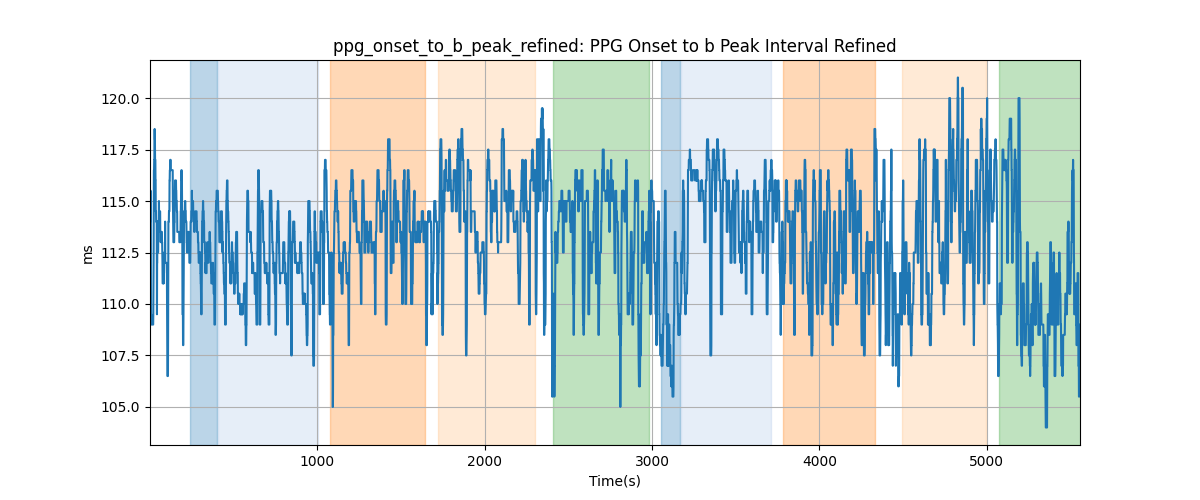 ppg_onset_to_b_peak_refined: PPG Onset to b Peak Interval Refined
120.0
117.5
115.0
112.5
110.0
107.5
105.0
ms
1000 2000 3000 4000 5000
Time(s)